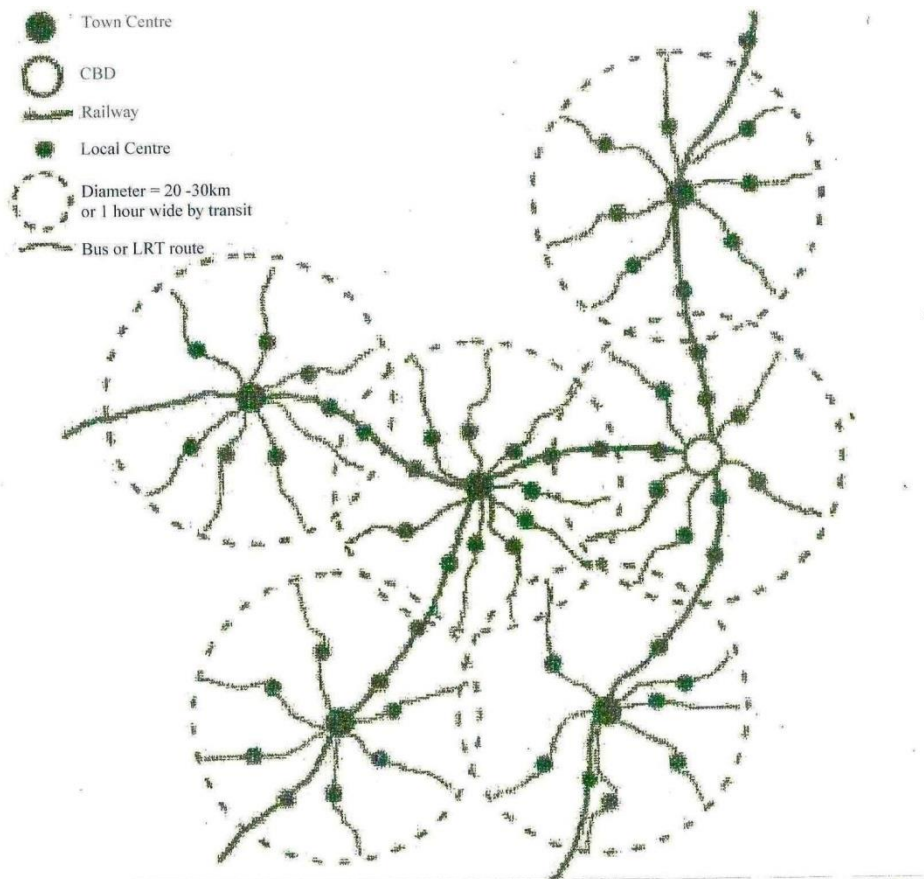 Town Centre
CBD
Railway
Local Centre
Diameter = 20 -30km
or 1 hour wide by transit
Bus or LRT route